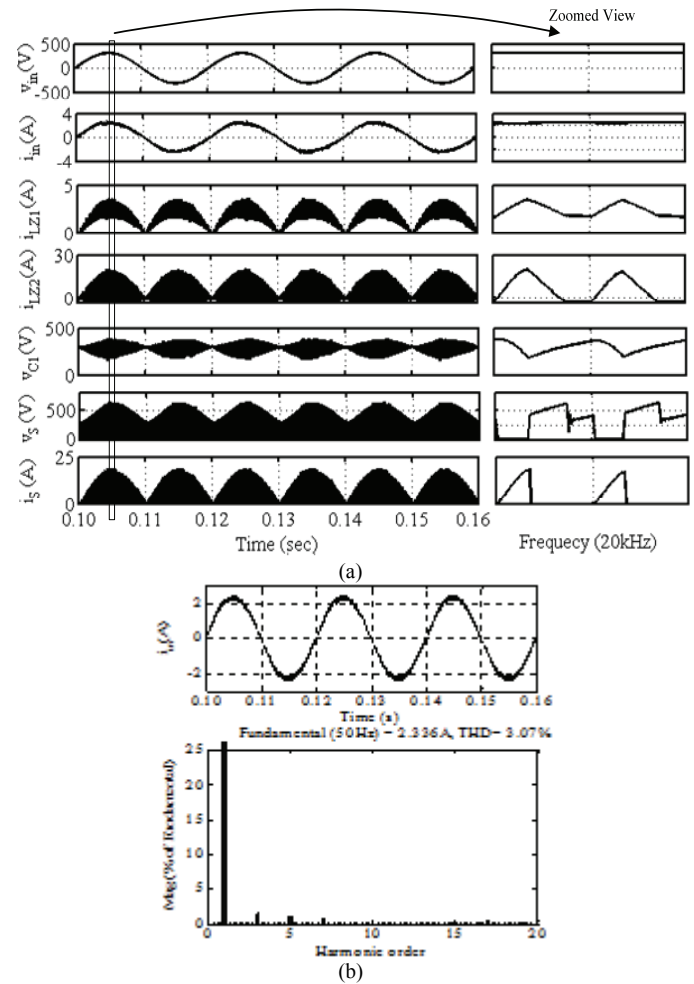 Zoomed View
500
0
-500
v_in(V)
4
0
-4
i_in(A)
5
0
i_LZ1(A)
30
0
i_LZ2(A)
500
0
v_C1(V)
500
0
v_S(V)
25
0
i_S(A)
0.10 0.11 0.12 0.13 0.14 0.15 0.16
Time (sec)
Frequecy (20kHz)
(a)
2
0
-2
0.10 0.11 0.12 0.13 0.14 0.15 0.16
Time (s)
Fundamental (50Hz) = 2.336A, THD= 3.07%
25
20
15
10
5
0
Mag(% of Fundamental)
0 5 10 15 20
Harmonic order
(b)